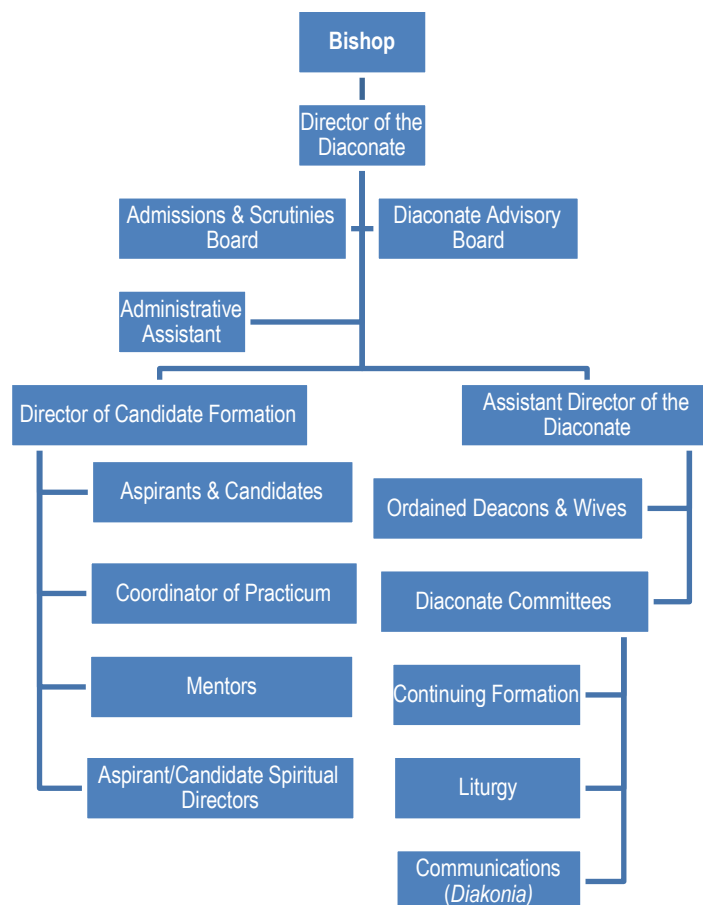 Bishop
Director of the
Diaconate
Admissions & Scrutinies
Board
Diaconate Advisory
Board
Administrative
Assistant
Director of Candidate Formation
Assistant Director of the
Diaconate
Aspirants & Candidates
Ordained Deacons & Wives
Coordinator of Practicum
Diaconate Committees
Mentors
Continuing Formation
Aspirant/Candidate Spiritual
Directors
Liturgy
Communications
(Diakonia)